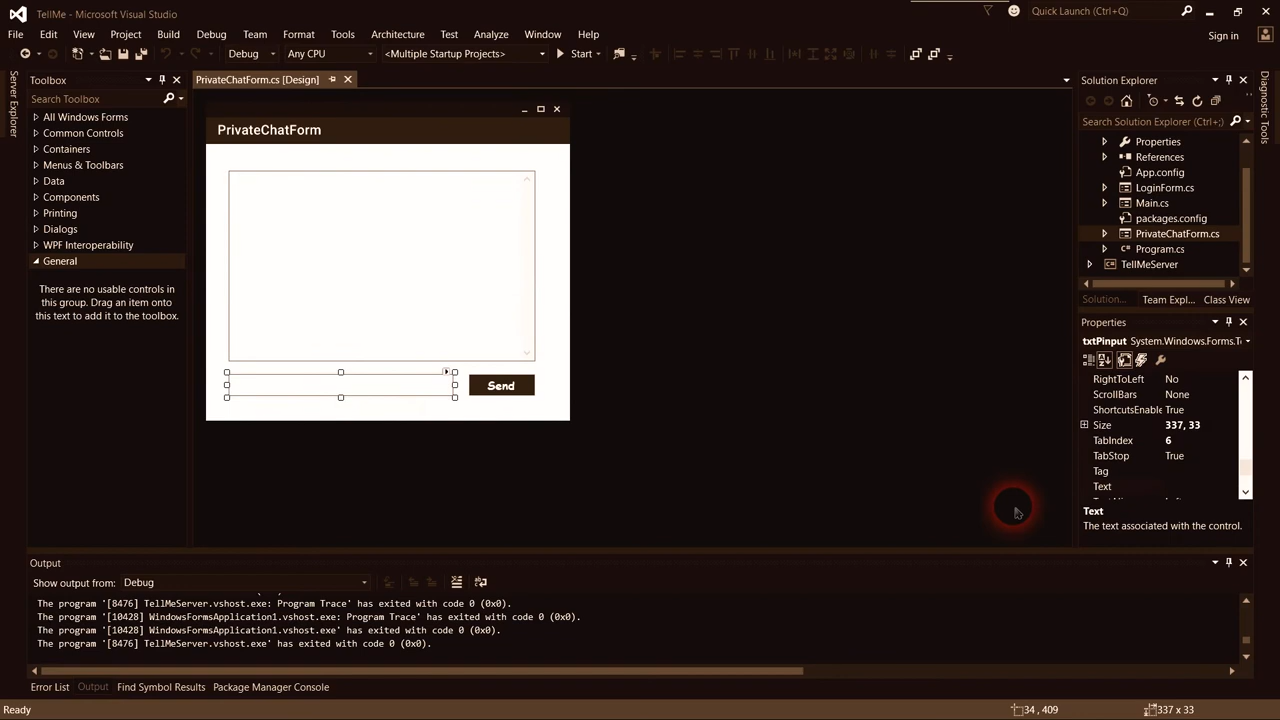 TellMe - Microsoft Visual Studio
Quick Launch (Ctrl+;)
File Edit View Project Build Debug Team Format Tools Architecture Test Analyze Window Help
Sign in
Debug Any CPU <Multiple Startup Projects> Start
Server Explorer
Toolbox
Search Toolbox
All Windows Forms
Common Controls
Containers
Menus & Toolbars
Data
Components
Printing
Dialogs
WPF Interoperability
General
There are no usable controls in
this group. Drag an item onto
this text to add it to the toolbox.
PrivateChatForm.cs [Design]
PrivateChatForm
Send
Solution Explorer
Search Solution Explorer (Ctrl+;)
Properties
References
App.config
LoginForm.cs
Main.cs
packages.config
PrivateChatForm.cs
Program.cs
TellMeServer
Solution... Team Expl... Class View
Diagnostic Tools
Properties
txtPinput System.Windows.Forms.Te
RightToLeft No
ScrollBars None
ShortcutsEnable True
Size 337, 33
TabIndex 6
TabStop True
Tag
Text
Text
The text associated with the control.
Output
Show output from: Debug
The program '[8476] TellMeServer.vshost.exe: Program Trace' has exited with code 0 (0x0).
The program '[10428] WindowsFormsApplication1.vshost.exe: Program Trace' has exited with code 0 (0x0).
The program '[10428] WindowsFormsApplication1.vshost.exe' has exited with code 0 (0x0).
The program '[8476] TellMeServer.vshost.exe' has exited with code 0 (0x0).
Error List Output Find Symbol Results Package Manager Console
Ready
34 , 409
337 x 33